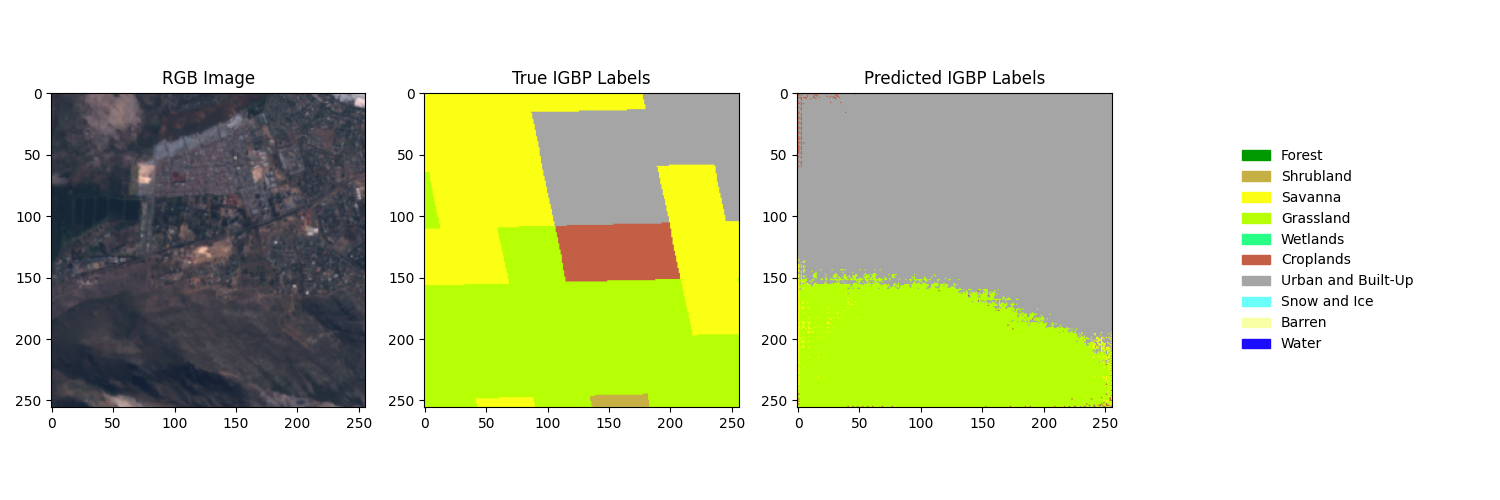 RGB Image
True IGBP Labels
Predicted IGBP Labels
0
50
100
150
200
250
0
50
100
150
200
250
0
50
100
150
200
250
0
50
100
150
200
250
0
50
100
150
200
250
0
50
100
150
200
250
Forest
Shrubland
Savanna
Grassland
Wetlands
Croplands
Urban and Built-Up
Snow and Ice
Barren
Water